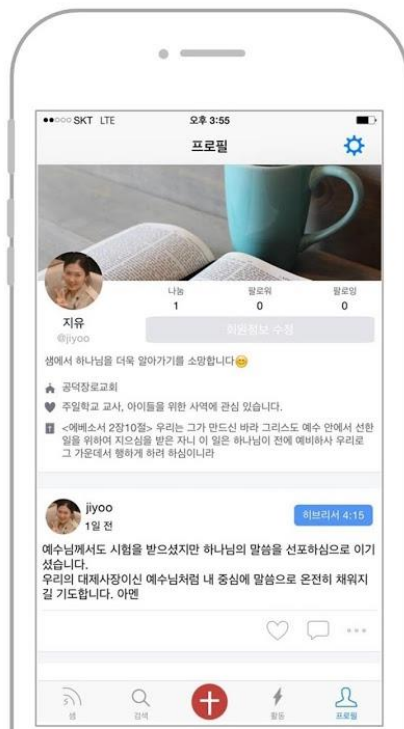 SKT LTE 오후 3:55
프로필
나눔 팔로워 팔로잉
1 0 0
지유
@jiyoo
회원정보 수정
샘에서 하나님을 더욱 알아가기를 소망합니다😊
공덕장로교회
주일학교 교사, 아이들을 위한 사역에 관심 있습니다.
<에베소서 2장10절> 우리는 그가 만드신 바라 그리스도 예수 안에서 선한
일을 위하여 지으심을 받은 자니 이 일은 하나님이 전에 예비하사 우리로
그 가운데서 행하게 하려 하심이니라
jiyoo
1일 전
히브리서 4:15
예수님께서도 시험을 받으셨지만 하나님의 말씀을 선포하심으로 이기
셨습니다.
우리의 대제사장이신 예수님처럼 내 중심에 말씀으로 온전히 채워지
길 기도합니다. 아멘
샘 검색 활동 프로필